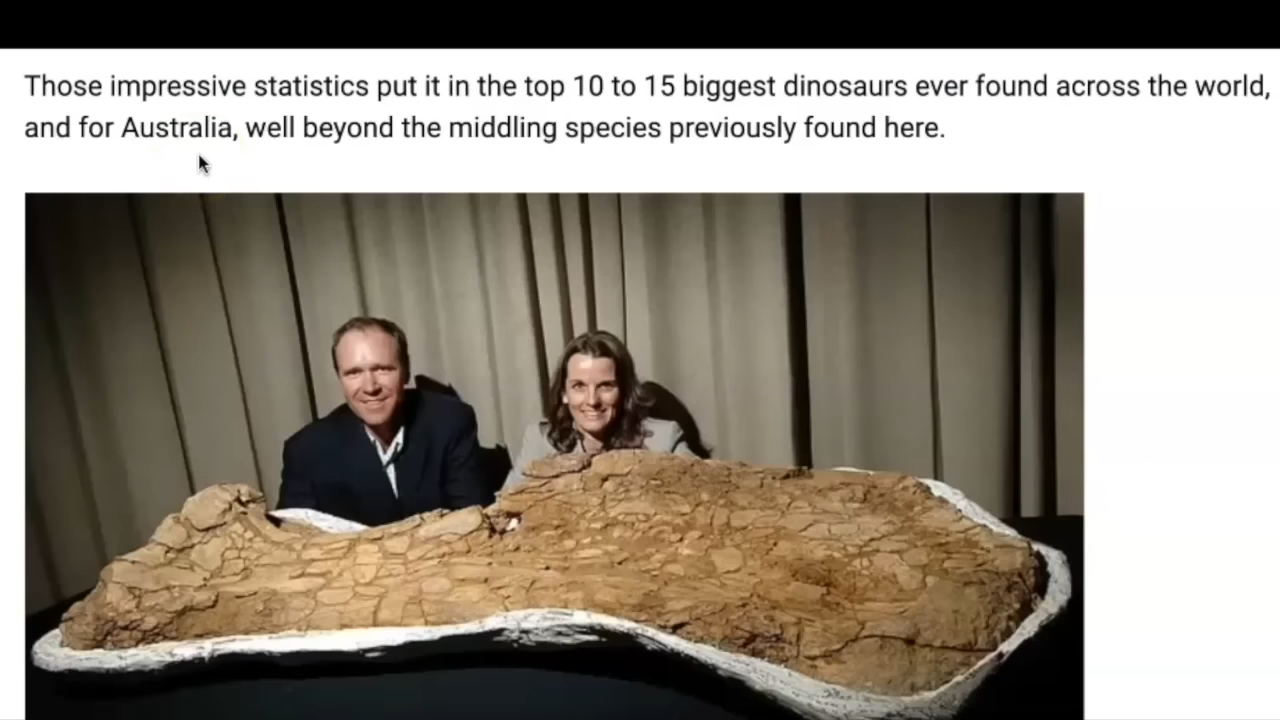 Those impressive statistics put it in the top 10 to 15 biggest dinosaurs ever found across the world,
and for Australia, well beyond the middling species previously found here.